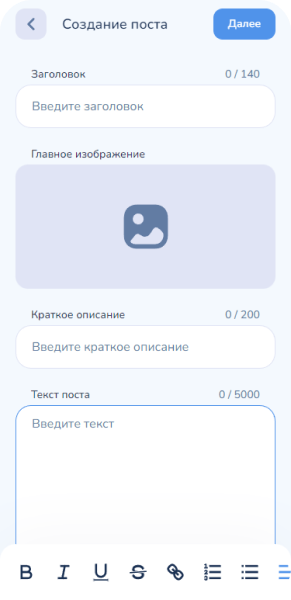 Создание поста
Далее
Заголовок 0 / 140
Введите заголовок
Главное изображение
Краткое описание 0 / 200
Введите краткое описание
Текст поста 0 / 5000
Введите текст
B I U S